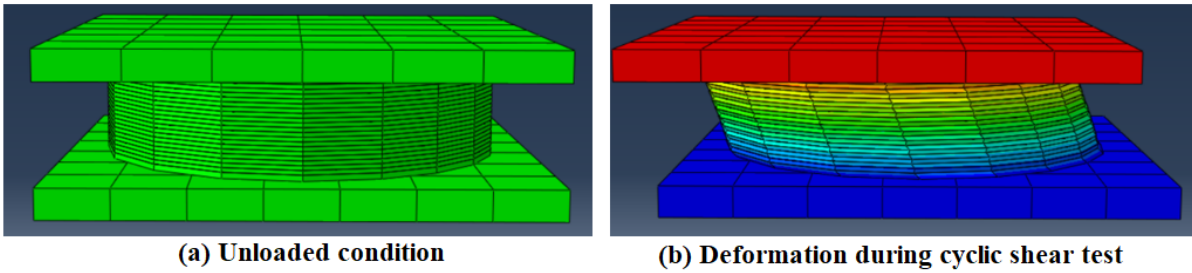 (a) Unloaded condition
(b) Deformation during cyclic shear test